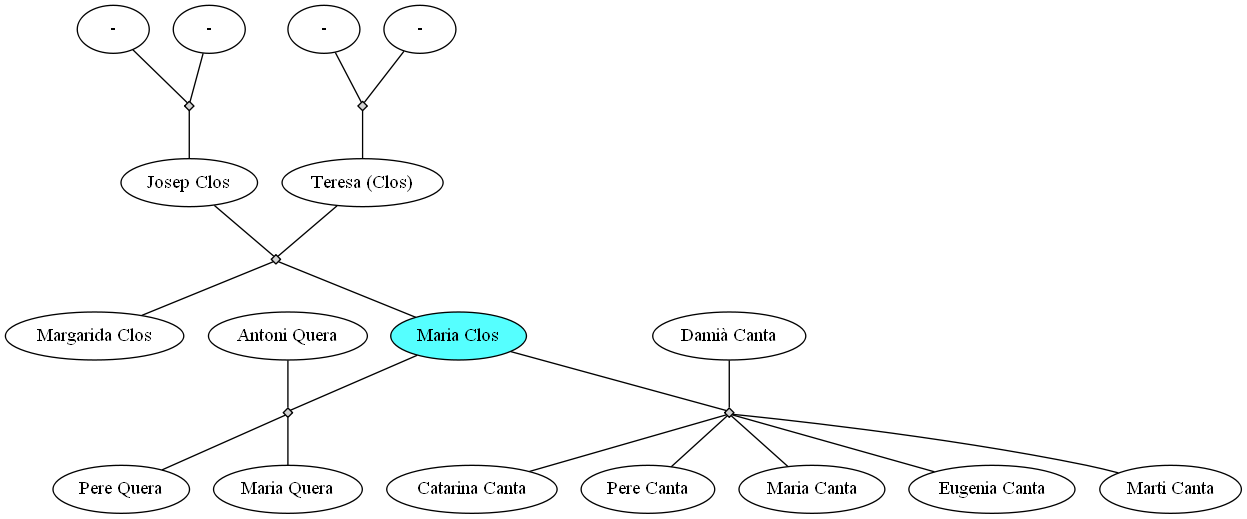 -
-
-
-
Josep Clos
Teresa (Clos)
Margarida Clos
Antoni Quera
Maria Clos
Damià Canta
Pere Quera
Maria Quera
Catarina Canta
Pere Canta
Maria Canta
Eugenia Canta
Marti Canta